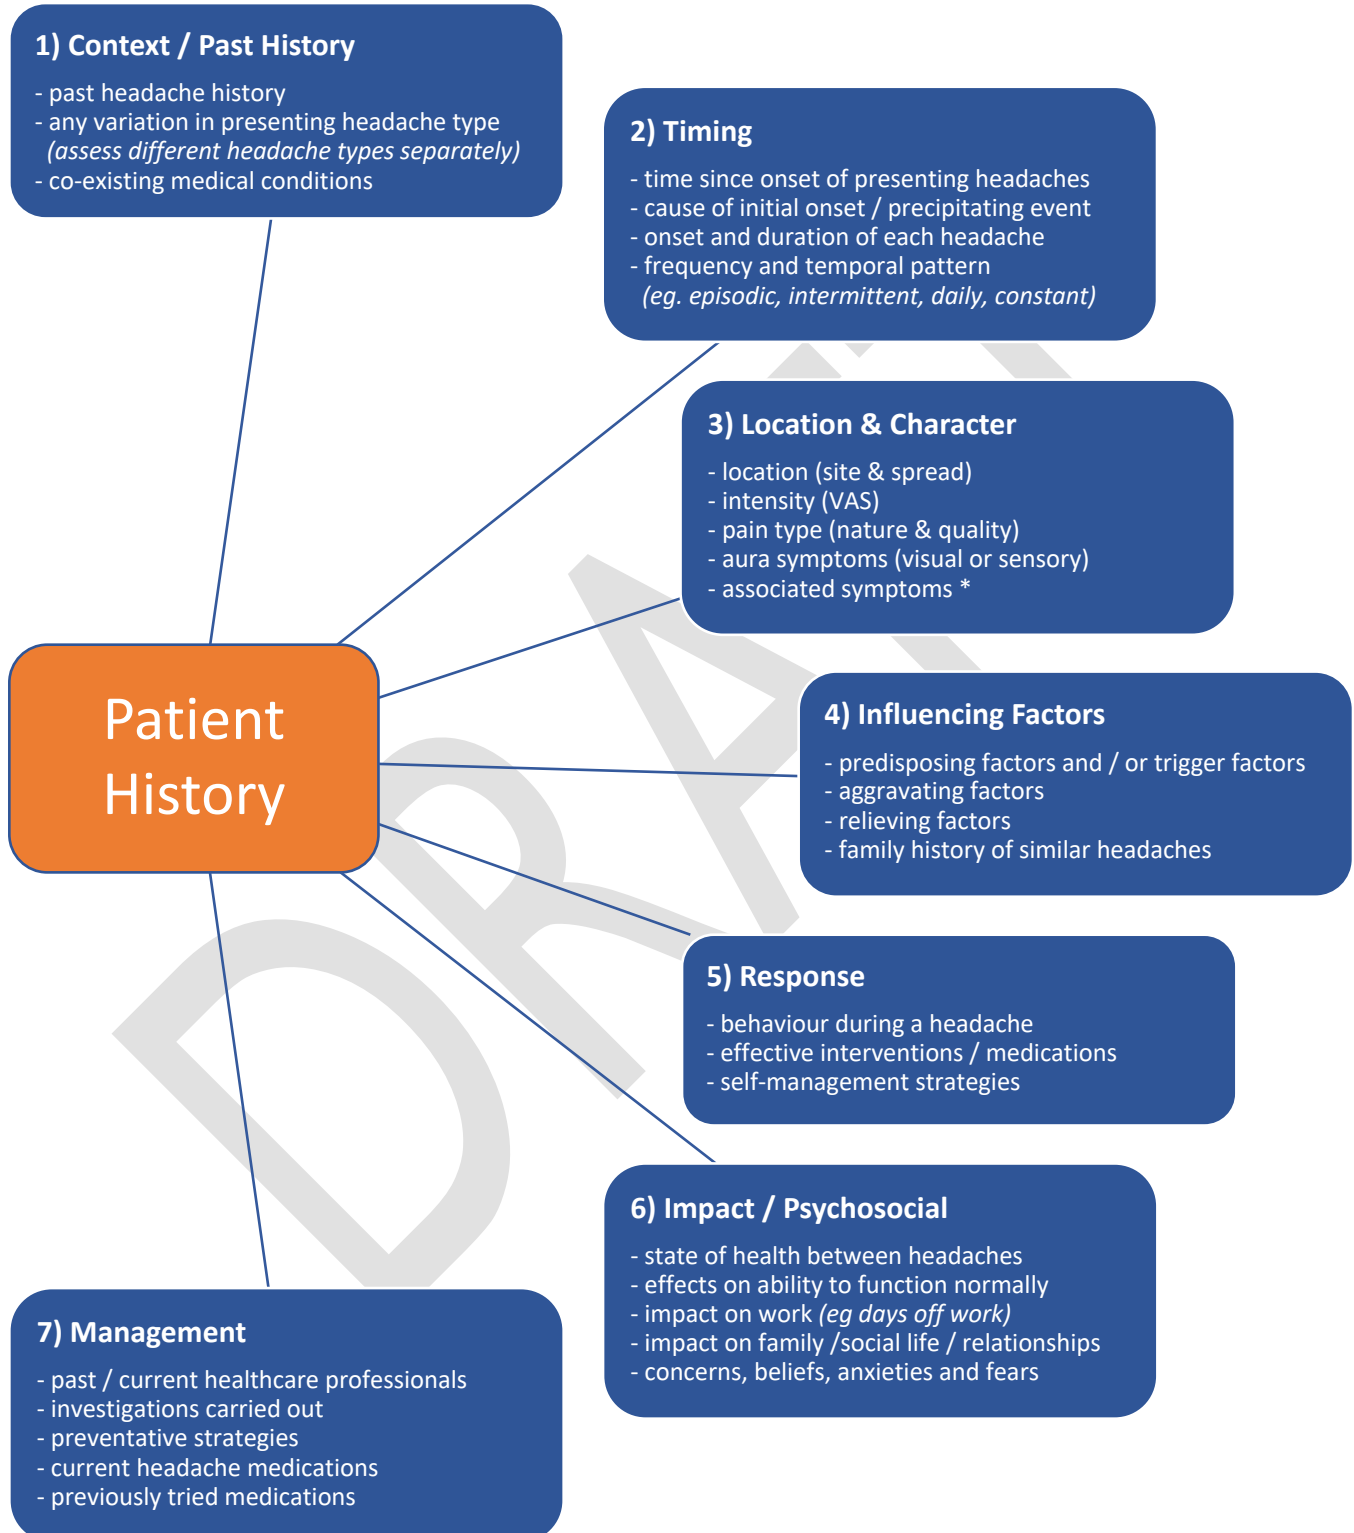 1) Context / Past History
- past headache history
- any variation in presenting headache type
(assess different headache types separately)
- co-existing medical conditions
2) Timing
- time since onset of presenting headaches
- cause of initial onset / precipitating event
- onset and duration of each headache
- frequency and temporal pattern
(eg. episodic, intermittent, daily, constant)
3) Location & Character
- location (site & spread)
- intensity (VAS)
- pain type (nature & quality)
- aura symptoms (visual or sensory)
- associated symptoms *
Patient
History
4) Influencing Factors
- predisposing factors and / or trigger factors
- aggravating factors
- relieving factors
- family history of similar headaches
5) Response
- behaviour during a headache
- effective interventions / medications
- self-management strategies
6) Impact / Psychosocial
- state of health between headaches
- effects on ability to function normally
- impact on work (eg days off work)
- impact on family /social life / relationships
- concerns, beliefs, anxieties and fears
7) Management
- past / current healthcare professionals
- investigations carried out
- preventative strategies
- current headache medications
- previously tried medications
DRAFT